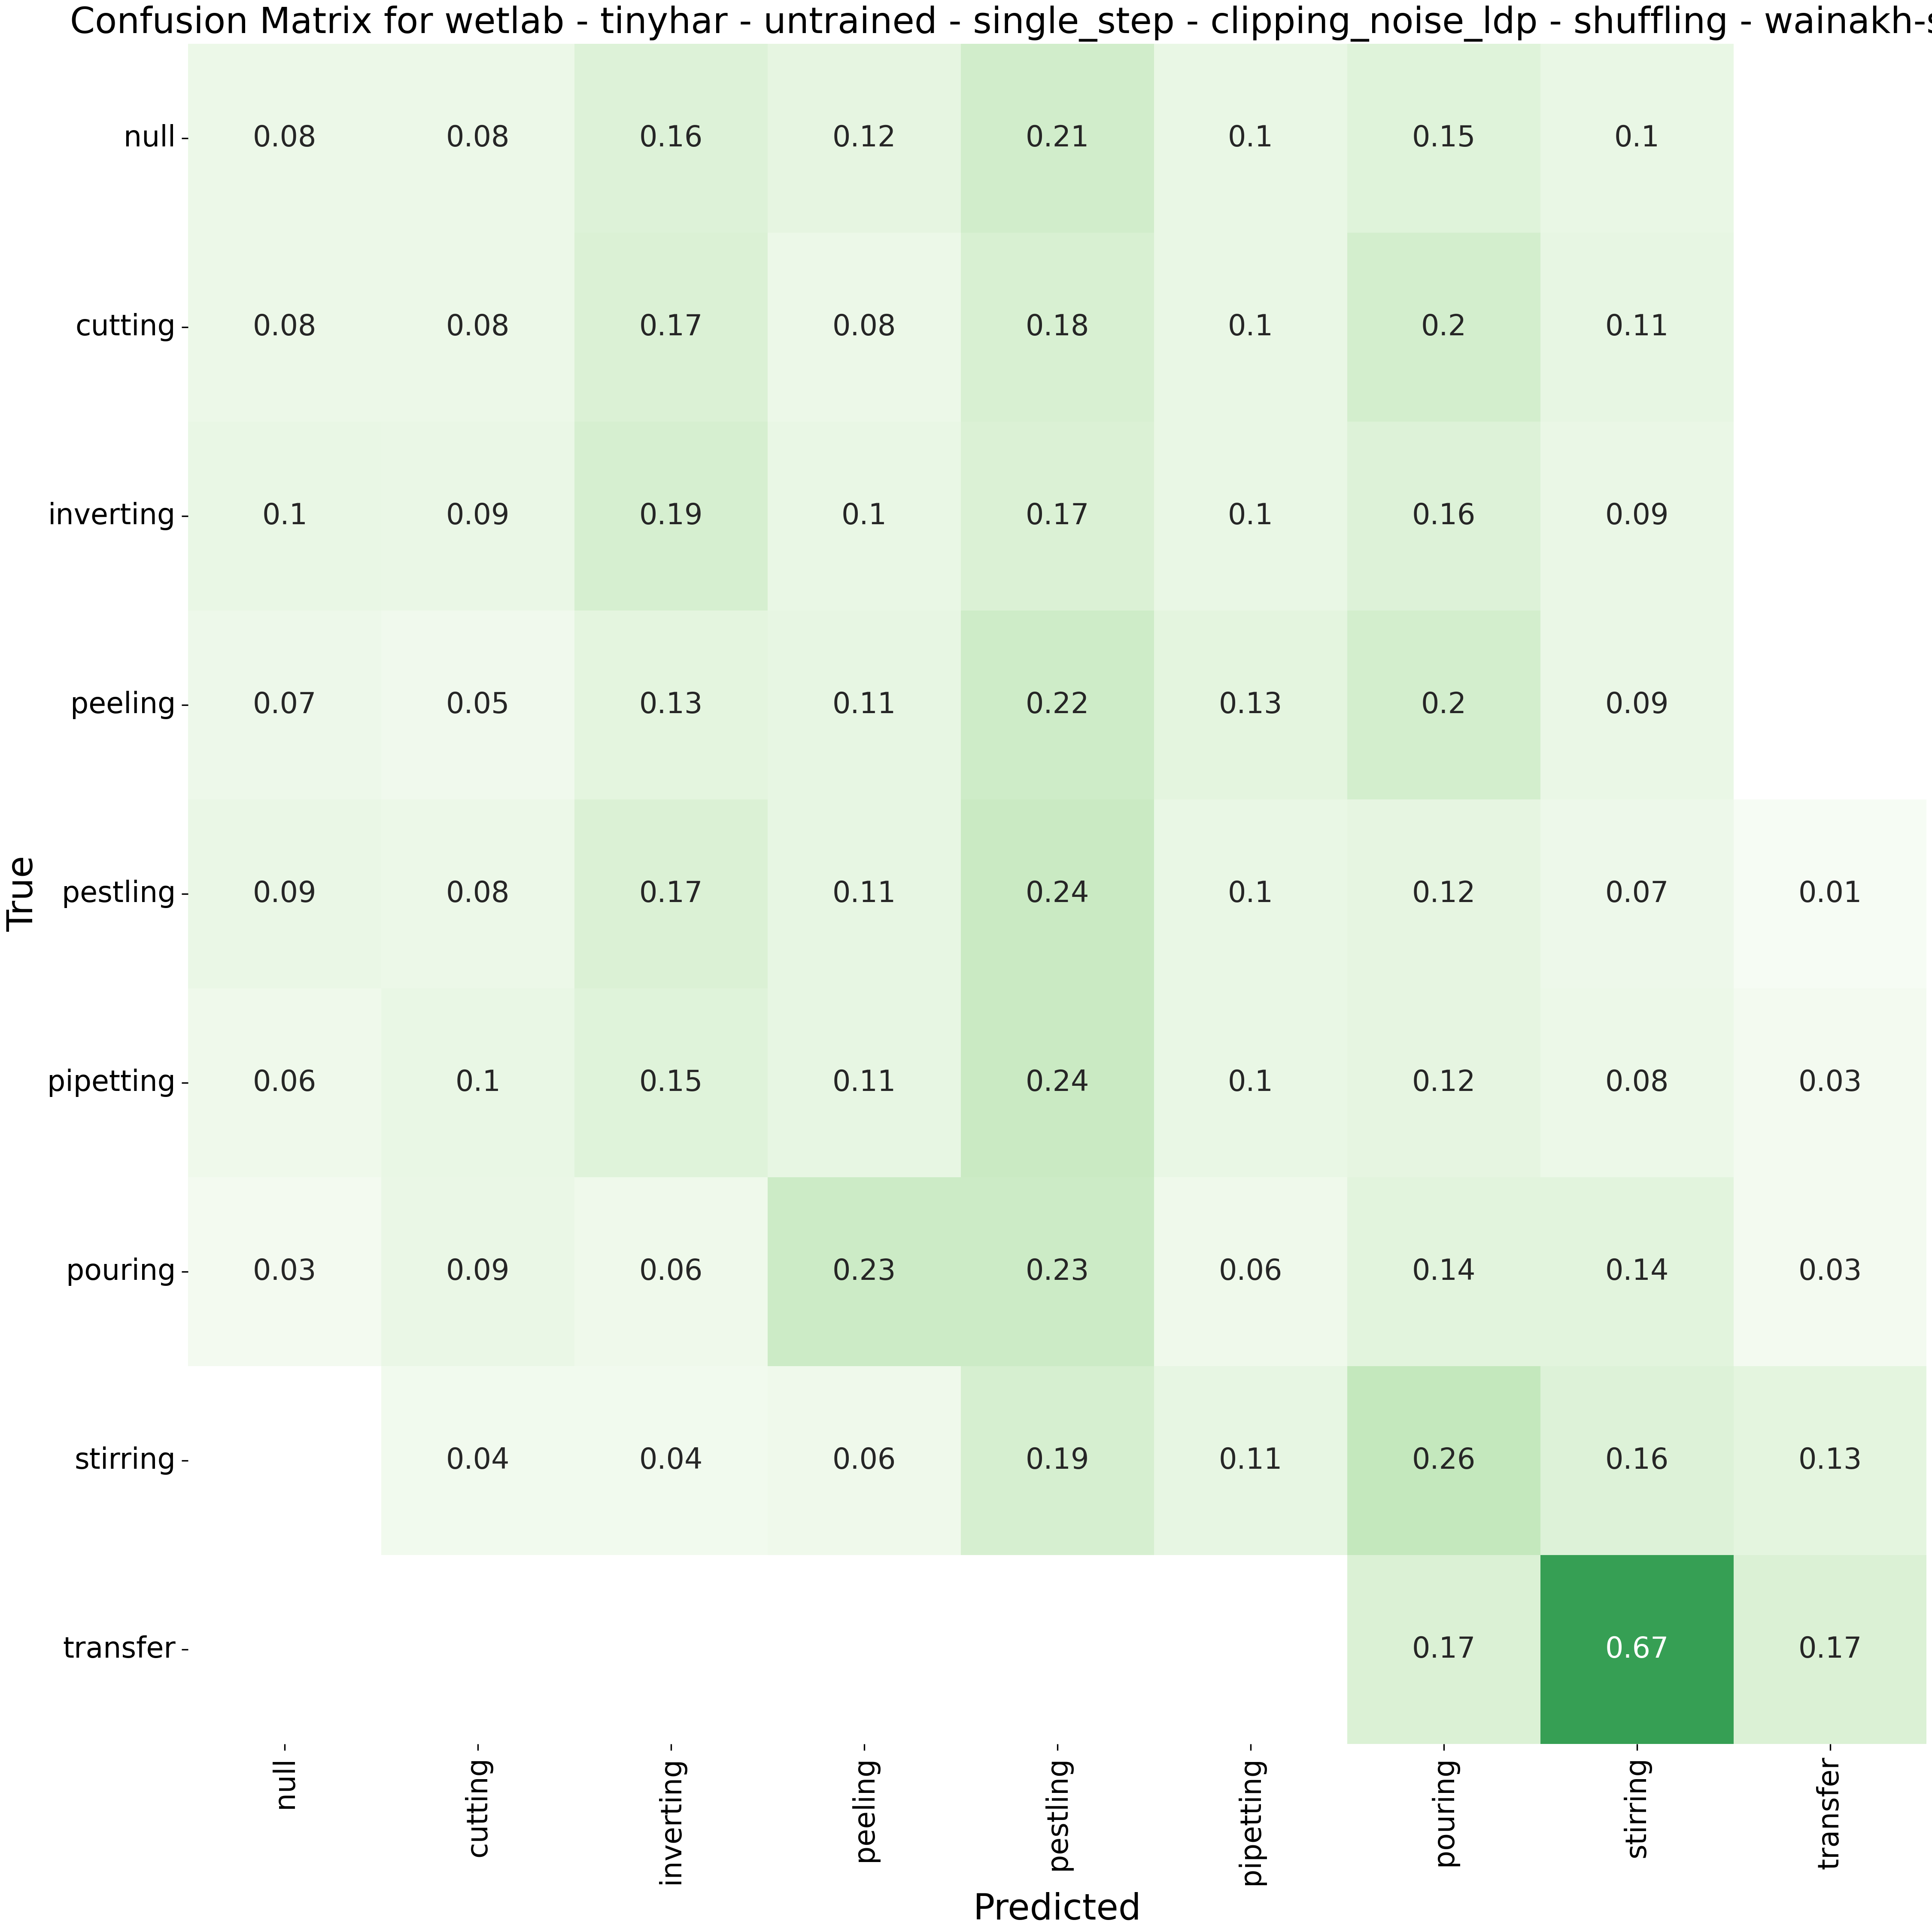 Confusion Matrix for wetlab - tinyhar - untrained - single_step - clipping_noise_ldp - shuffling - wainakh-s
null 0.08 0.08 0.16 0.12 0.21 0.1 0.15 0.1
cutting 0.08 0.08 0.17 0.08 0.18 0.1 0.2 0.11
inverting 0.1 0.09 0.19 0.1 0.17 0.1 0.16 0.09
peeling 0.07 0.05 0.13 0.11 0.22 0.13 0.2 0.09
pestling 0.09 0.08 0.17 0.11 0.24 0.1 0.12 0.07 0.01
pipetting 0.06 0.1 0.15 0.11 0.24 0.1 0.12 0.08 0.03
pouring 0.03 0.09 0.06 0.23 0.23 0.06 0.14 0.14 0.03
stirring 0.04 0.04 0.06 0.19 0.11 0.26 0.16 0.13
transfer 0.17 0.67 0.17
True
null cutting inverting peeling pestling pipetting pouring stirring transfer
Predicted